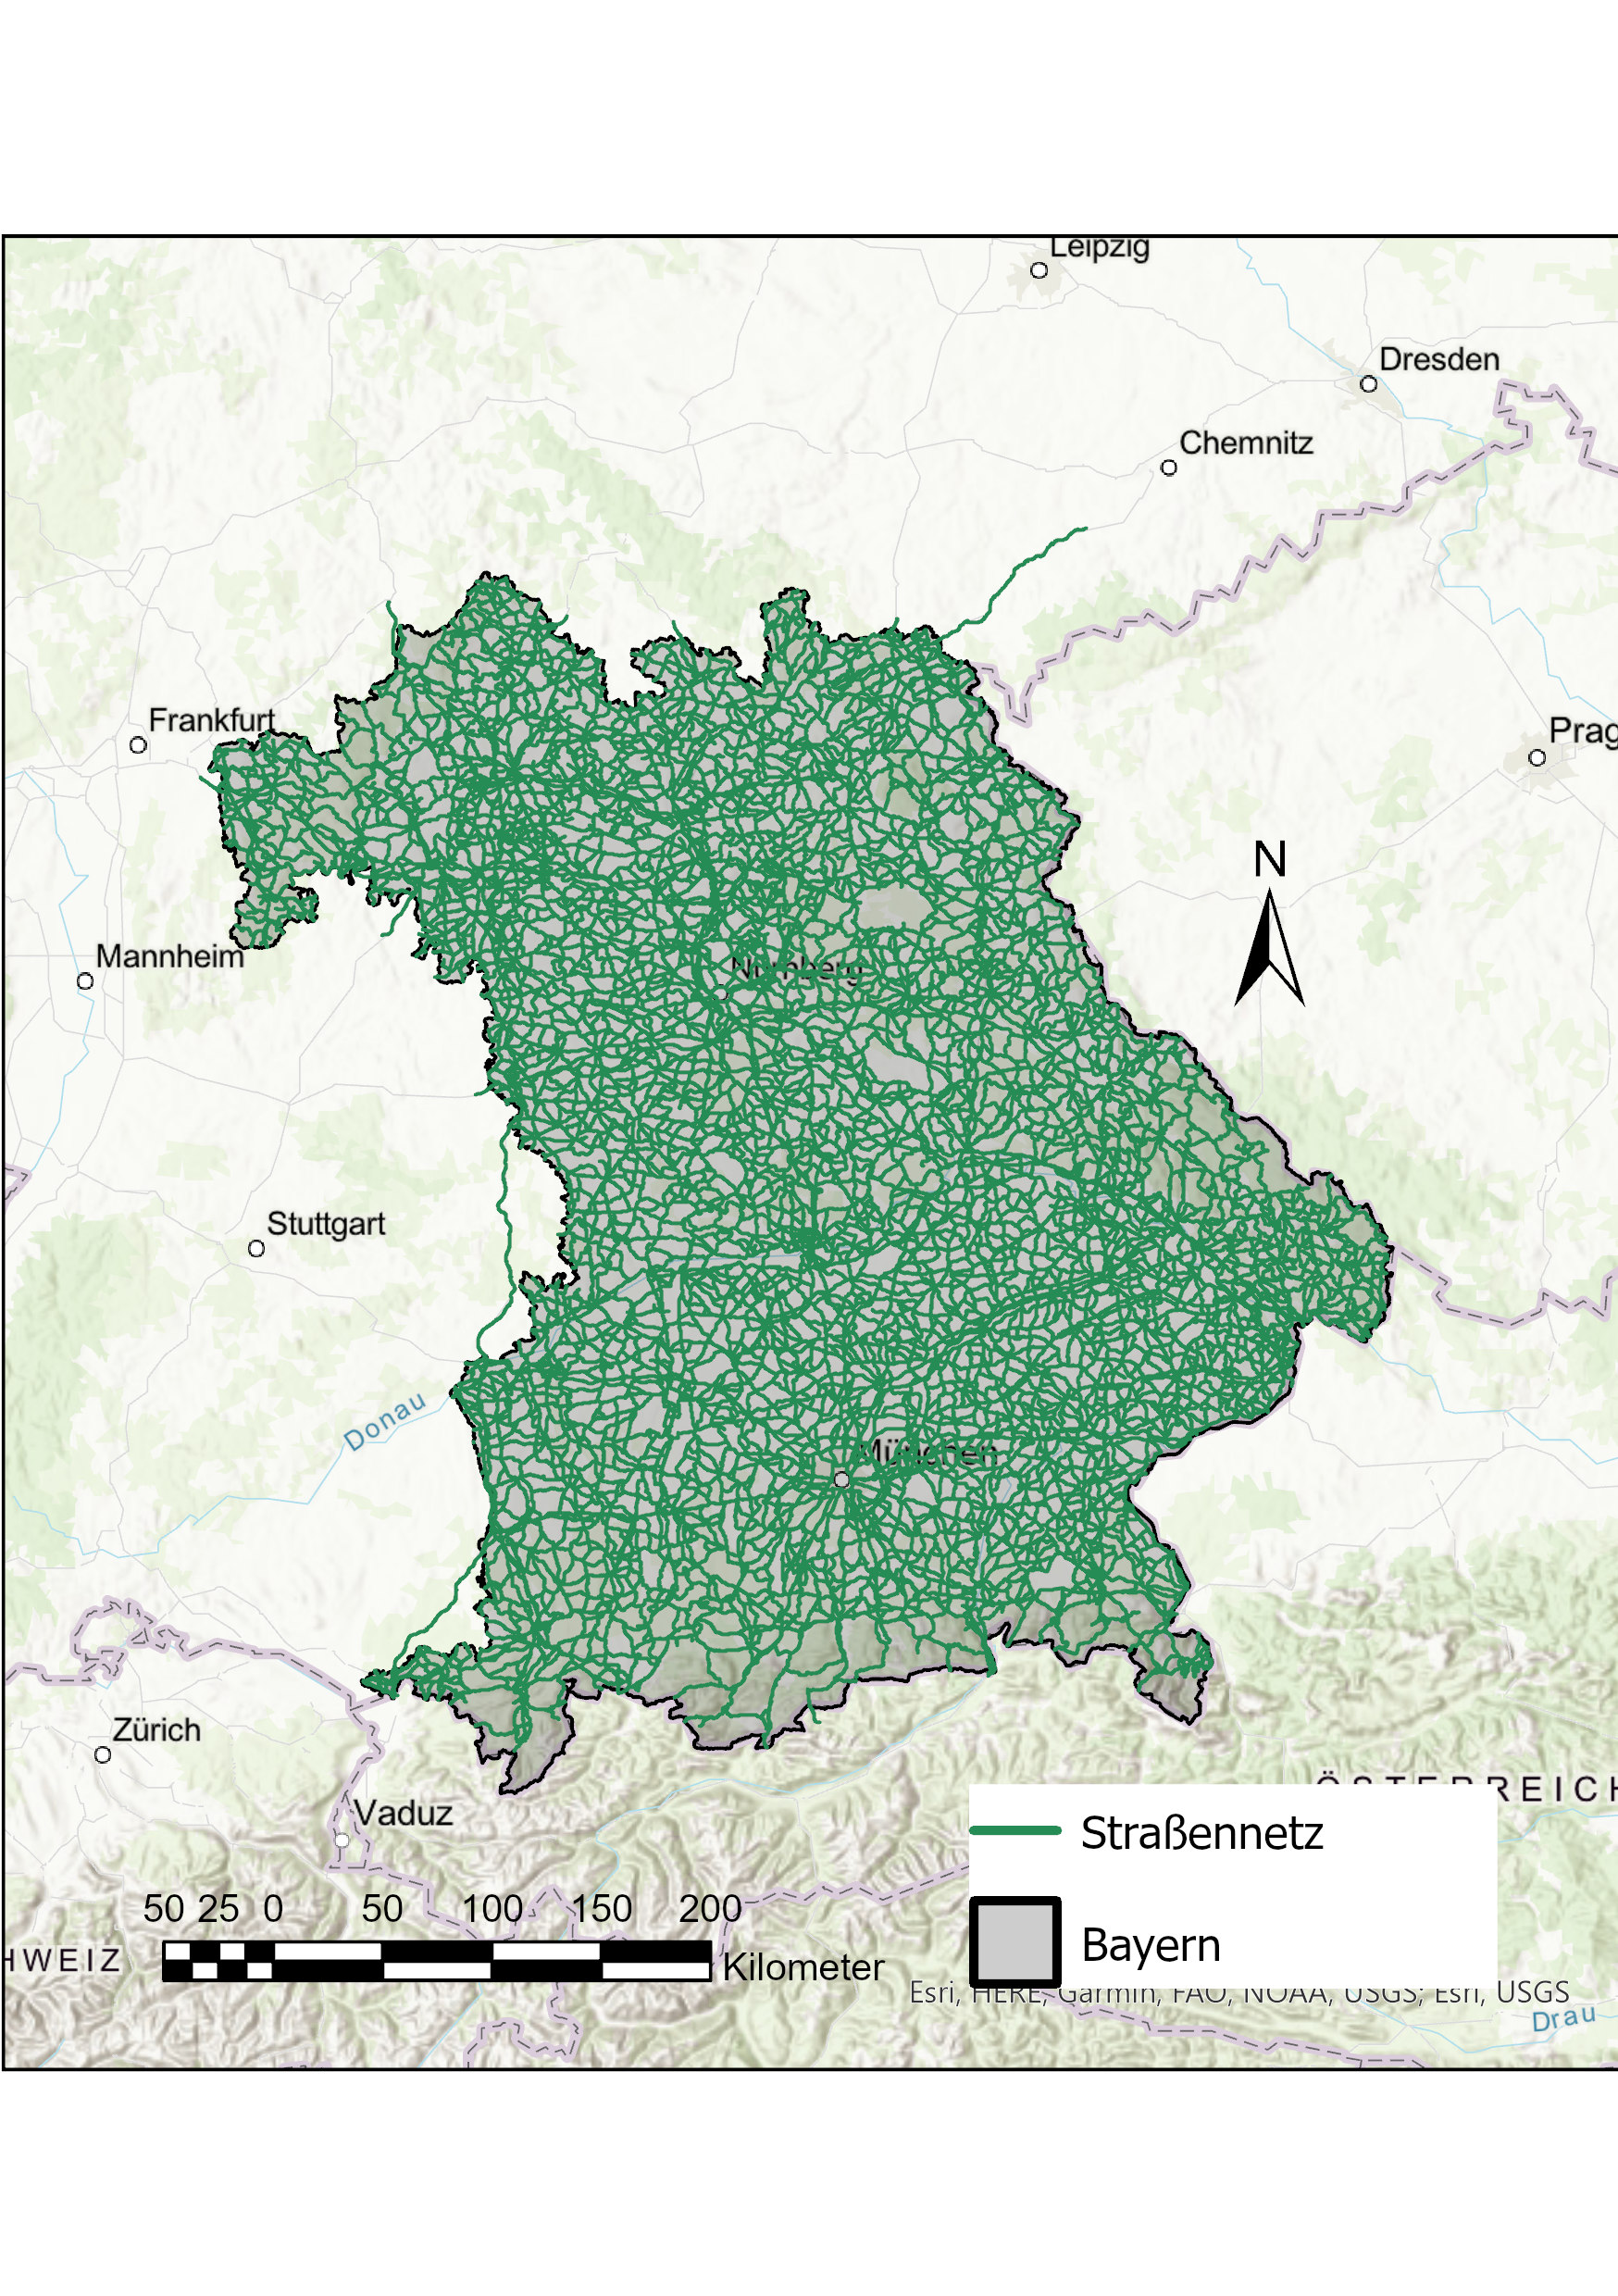 Leipzig
Dresden
Chemnitz
Frankfurt
Prag
N
Mannheim
Nürnberg
Stuttgart
Donau
München
Zürich
ÖSTERREICH
Vaduz
Straßennetz
50 25 0 50 100 150 200
Bayern
HWEIZ
Kilometer
Esri, HERE, Garmin, FAO, NOAA, USGS; Esri, USGS
Drau